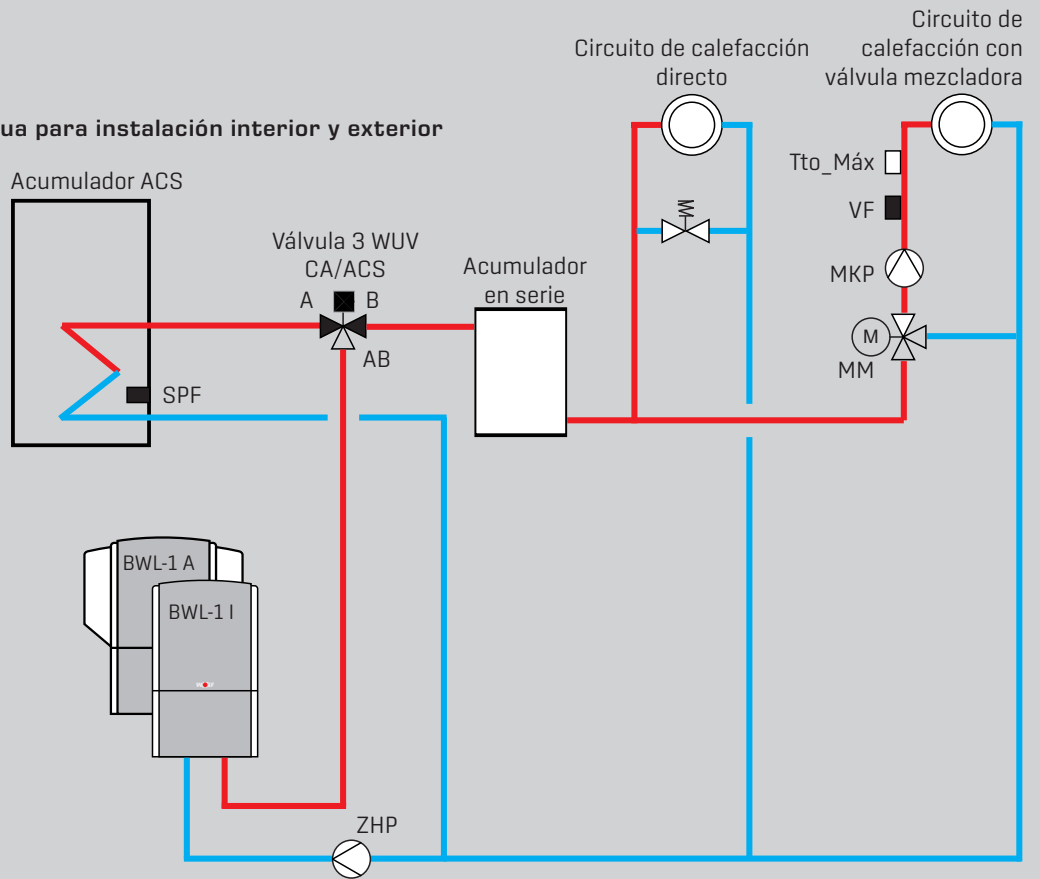 Circuito de
calefacción con
válvula mezcladora
Circuito de calefacción
directo
ua para instalación interior y exterior
Acumulador ACS
Tto_Máx
VF
Válvula 3 WUV
CA/ACS
A B
AB
Acumulador
en serie
MKP
M
MM
SPF
BWL-1 A
BWL-1 I
WOLF
ZHP